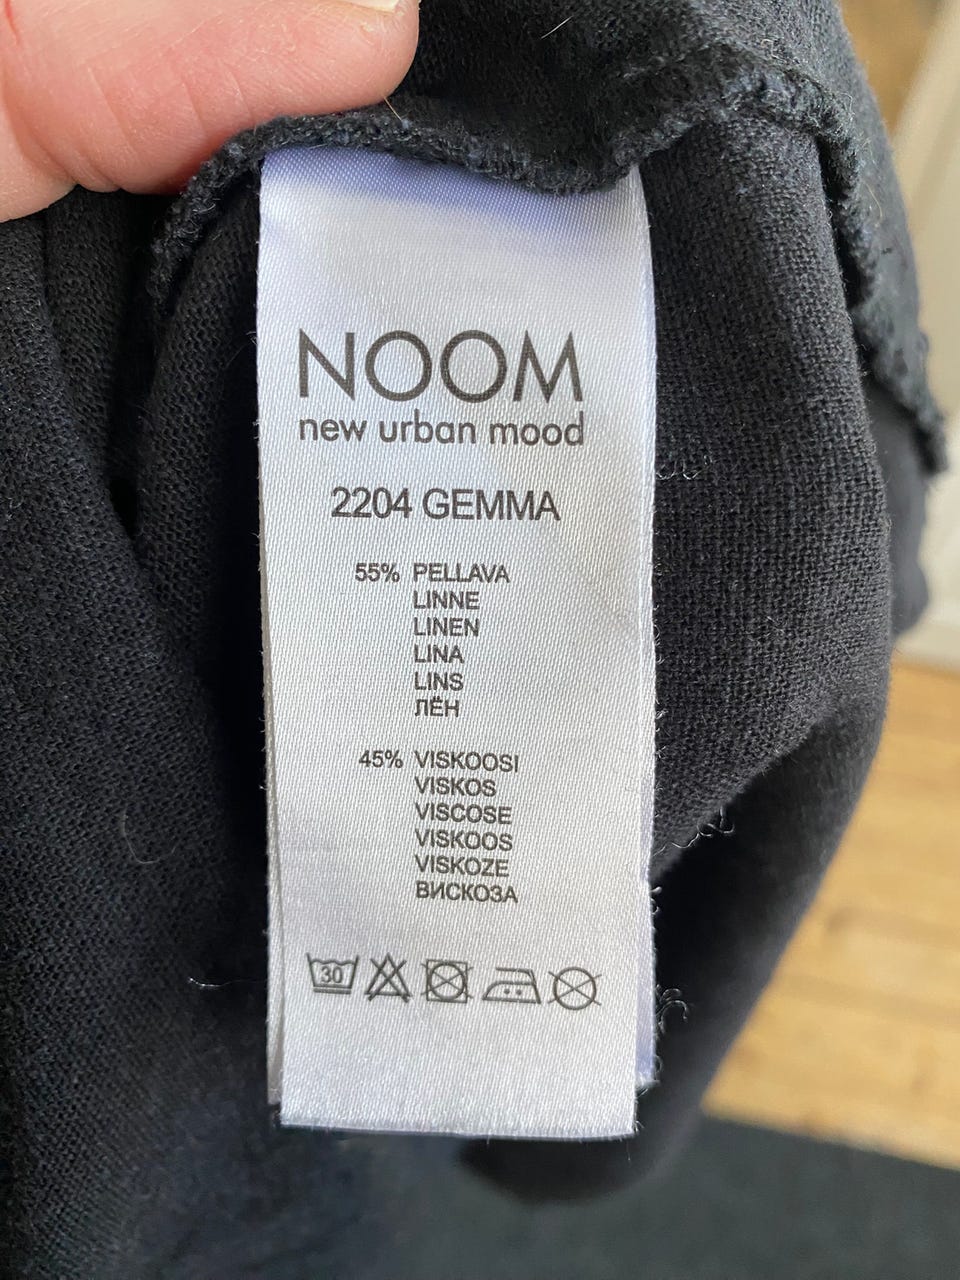 NOOM
new urban mood
2204 GEMMA
55% PELLAVA
LINNE
LINEN
LINA
LINS
ЛЁН
45% VISKOOSI
VISKOS
VISCOSE
VISKOOS
VISKOZE
ВИСКОЗА
30